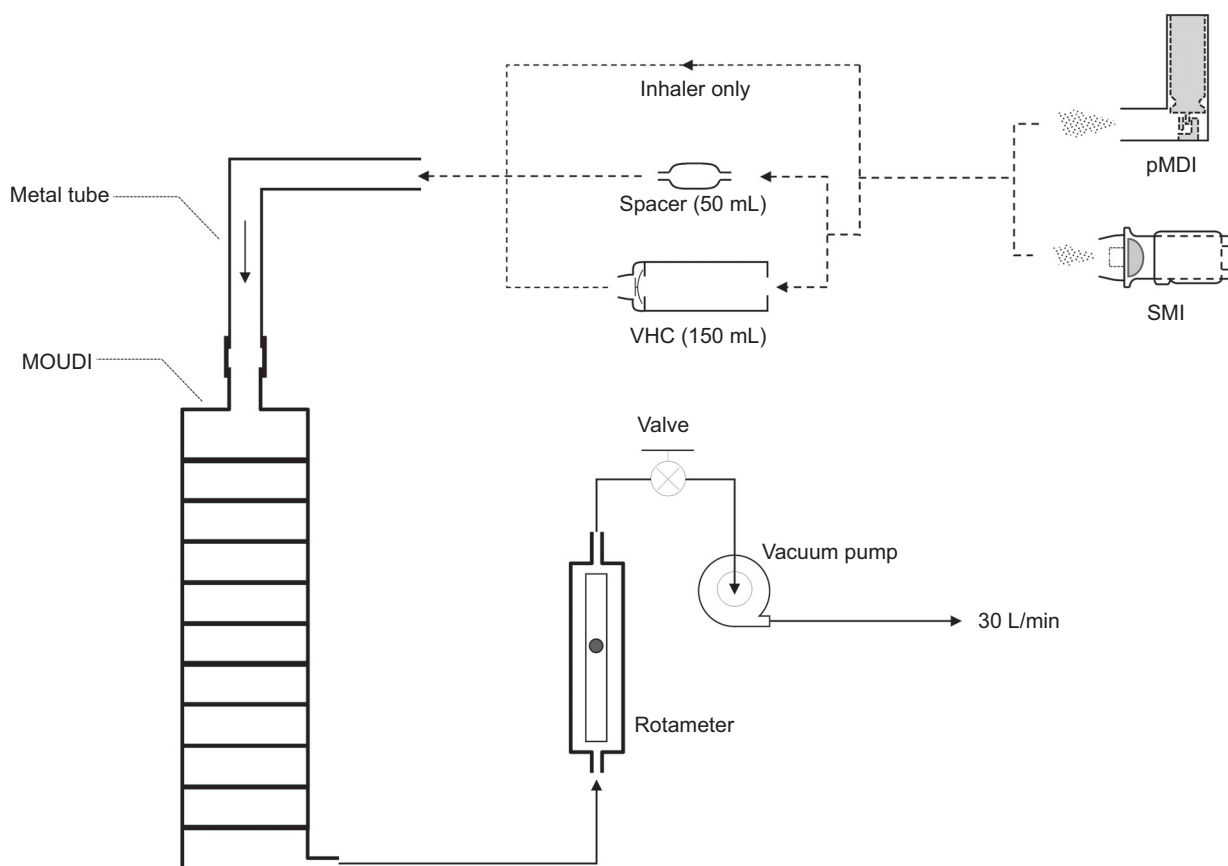 Inhaler only
pMDI
Metal tube
Spacer (50 mL)
SMI
VHC (150 mL)
MOUDI
Valve
Vacuum pump
30 L/min
Rotameter